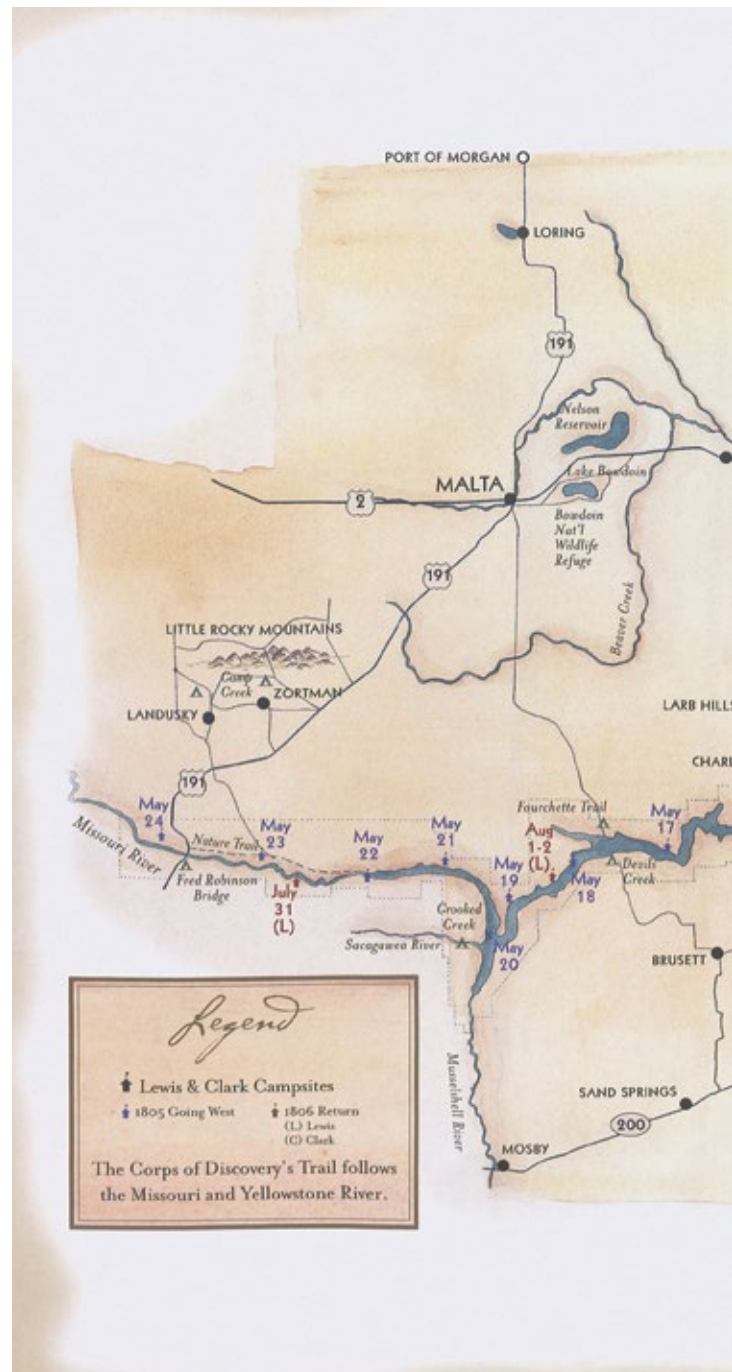 PORT OF MORGAN
LORING
191
Nelson
Reservoir
Lake Bowdoin
MALTA
2
Bowdoin
Nat'l
Wildlife
Refuge
191
Beaver Creek
LITTLE ROCKY MOUNTAINS
Camp
Creek
ZORTMAN
LANDUSKY
LARB HILLS
CHARL
191
May
24
Missouri River
Nature Trail
May
23
Fred Robinson
Bridge
July
31
(L)
May
22
May
21
Fourchette Trail
Aug
1-2
(L)
May
17
May
19
May
18
Devils
Creek
Crooked
Creek
Sacagawea River
May
20
BRUSETT
Musselshell River
SAND SPRINGS
200
MOSBY
Legend
Lewis & Clark Campsites
1805 Going West
1806 Return
(L) Lewis
(C) Clark
The Corps of Discovery's Trail follows
the Missouri and Yellowstone River.